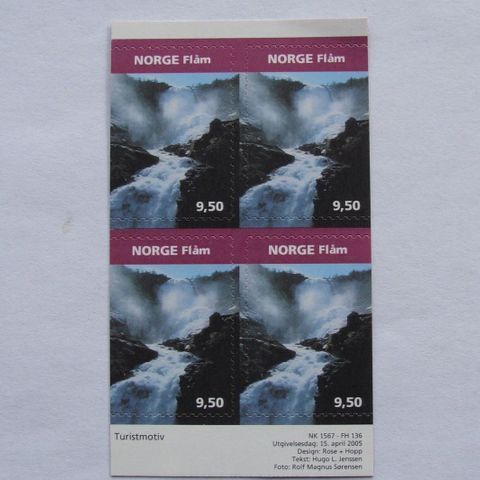 NORGE Flåm
NORGE Flåm
9,50
9,50
NORGE Flåm
NORGE Flåm
9,50
9,50
Turistmotiv
NK 1567 - FH 136
Utgivelsesdag: 15. april 2005
Design: Rose + Hopp
Tekst: Hugo L. Jenssen
Foto: Rolf Magnus Sørensen